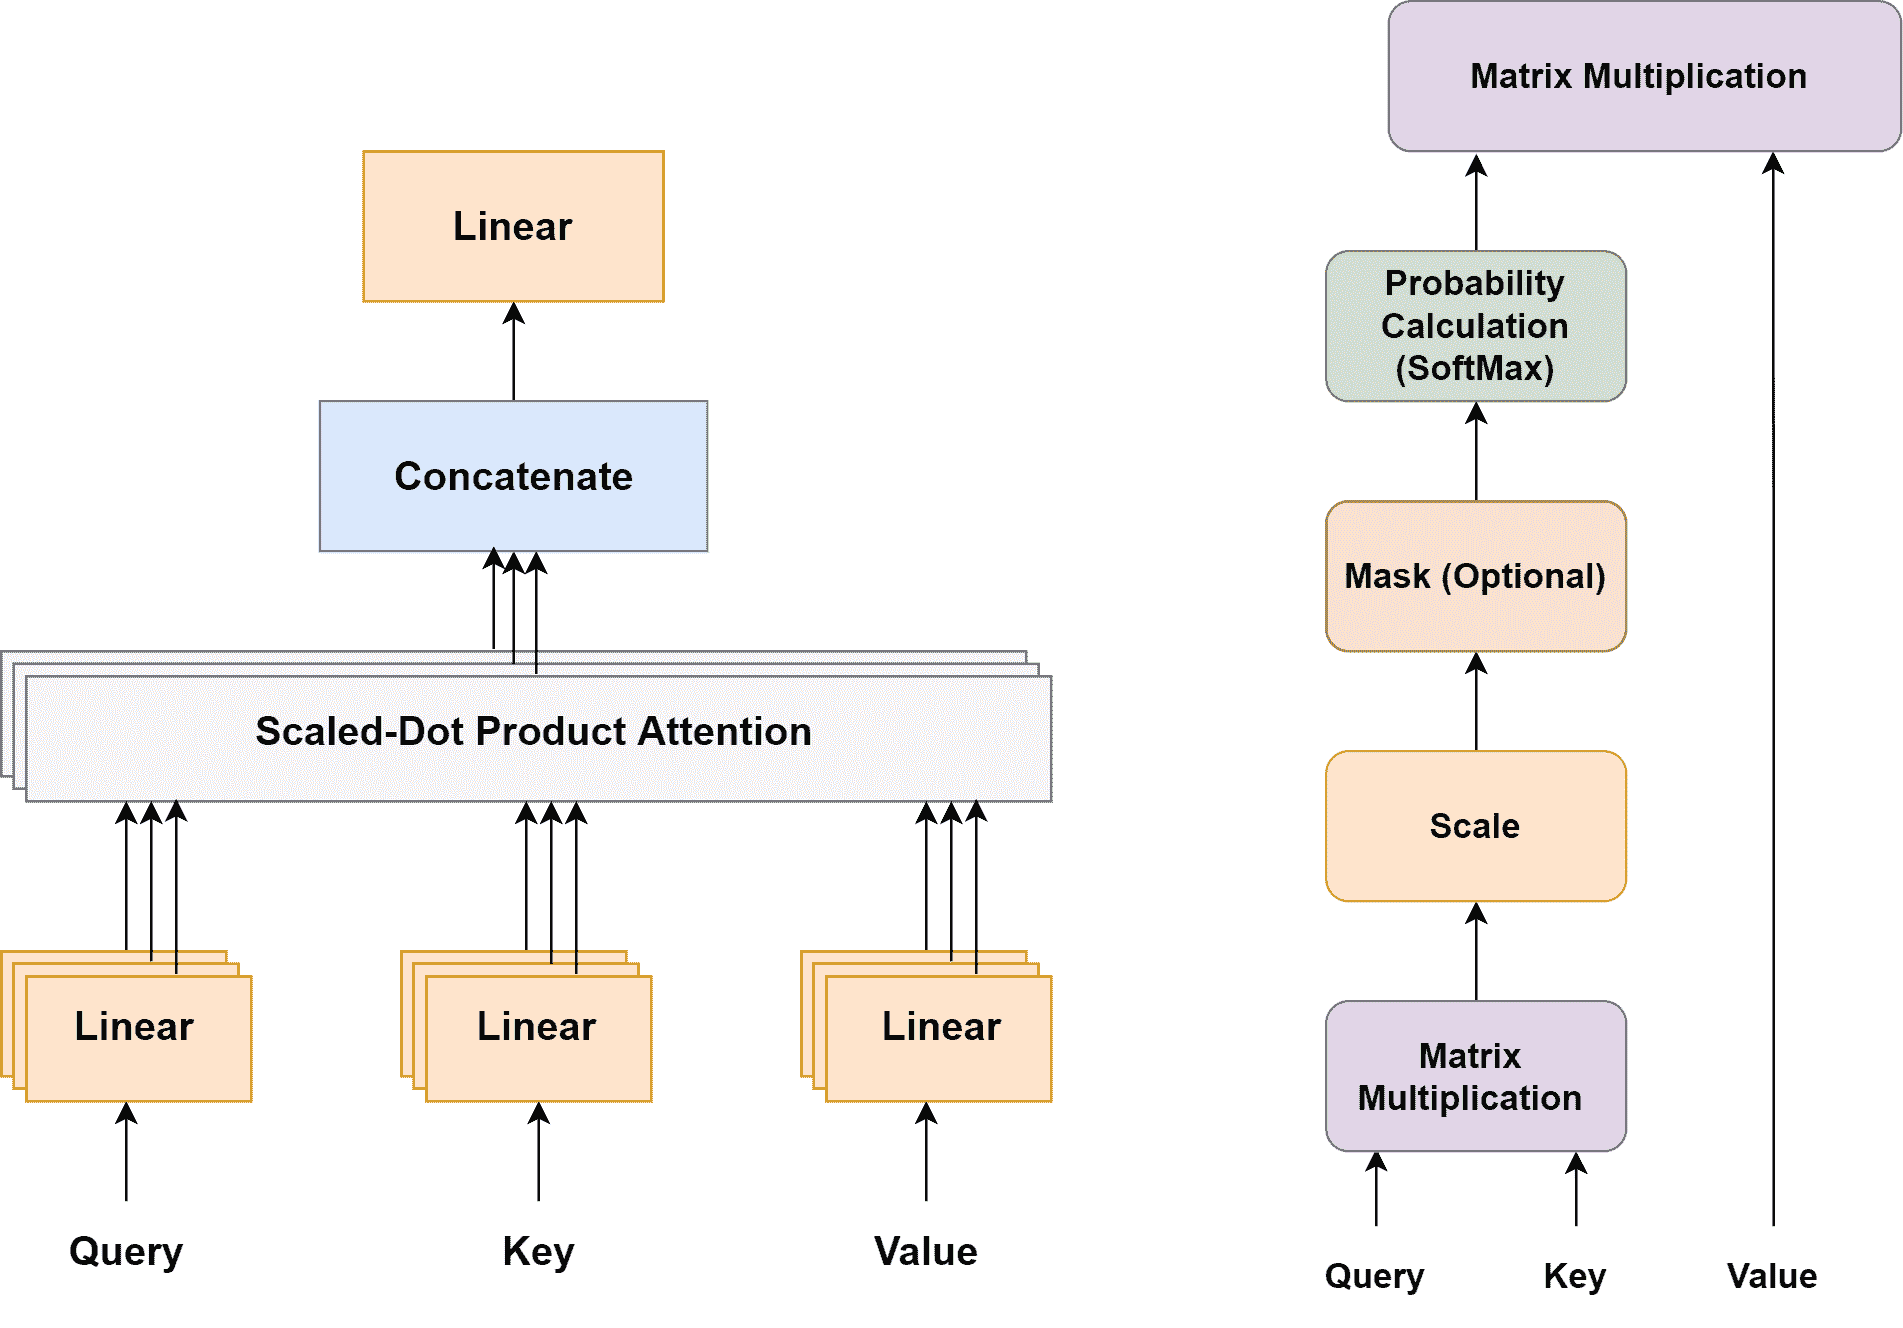 Linear
Concatenate
Scaled-Dot Product Attention
Linear
Linear
Linear
Query
Key
Value
Matrix Multiplication
Probability
Calculation
(SoftMax)
Mask (Optional)
Scale
Matrix
Multiplication
Query
Key
Value